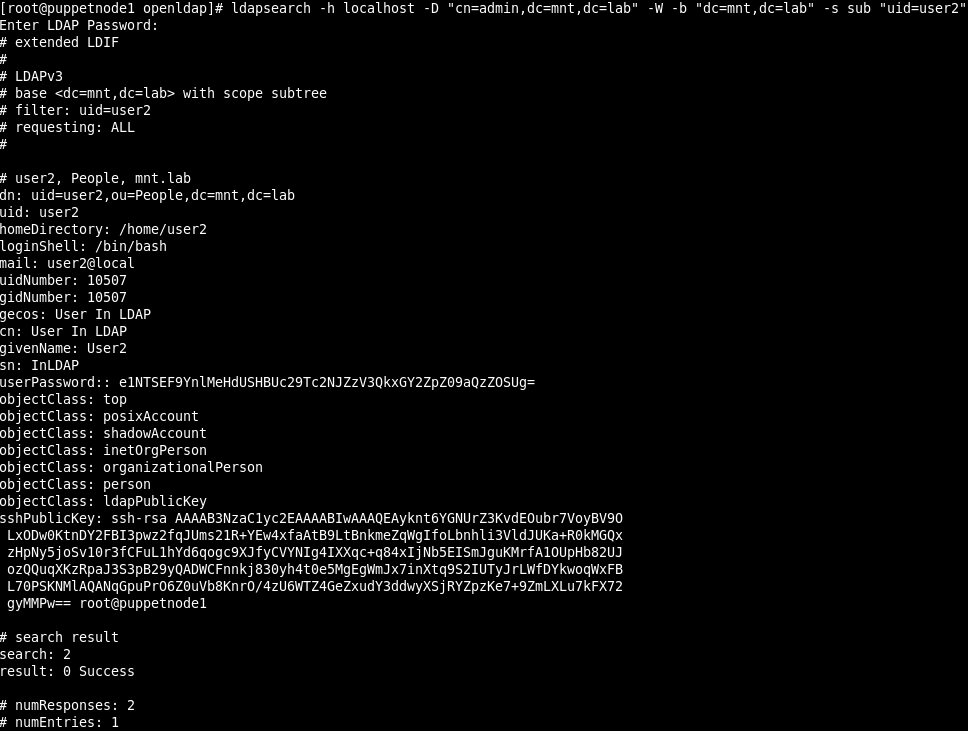 [root@puppetnode1 openldap]# ldapsearch -h localhost -D "cn=admin,dc=mnt,dc=lab" -W -b "dc=mnt,dc=lab" -s sub "uid=user2"
Enter LDAP Password:
# extended LDIF
#
# LDAPv3
# base <dc=mnt,dc=lab> with scope subtree
# filter: uid=user2
# requesting: ALL
#

# user2, People, mnt.lab
dn: uid=user2,ou=People,dc=mnt,dc=lab
uid: user2
homeDirectory: /home/user2
loginShell: /bin/bash
mail: user2@local
uidNumber: 10507
gidNumber: 10507
gecos: User In LDAP
cn: User In LDAP
givenName: User2
sn: InLDAP
userPassword:: e1NTSEF9YnlMeHdUSHBUc29Tc2NJZzV3QkxGY2ZpZ09aQzZOSUg=
objectClass: top
objectClass: posixAccount
objectClass: shadowAccount
objectClass: inetOrgPerson
objectClass: organizationalPerson
objectClass: person
objectClass: ldapPublicKey
sshPublicKey: ssh-rsa AAAAB3NzaC1yc2EAAAABIwAAAQEAyknt6YGNUrZ3KvdEOubr7VoyBV9O
 LxODw0KtnDY2FBI3pwz2fqJUms21R+YEw4xfaAtB9LtBnkmeZqWgIfoLbnhli3VldJUKa+R0kMGQx
 zHpNy5joSv10r3fCFuL1hYd6qogc9XJfyCVYNIg4IXXqc+q84xIjNb5EISmJguKMrfA1OUpHb82UJ
 ozQQuqXKzRpaJ3S3pB29yQADWCFnnkj830yh4t0e5MgEgWmJx7inXtq9S2IUTyJrLWfDYkwoqWxFB
 L70PSKNMlAQANqGpuPrO6Z0uVb8KnrO/4zU6WTZ4GeZxudY3ddwyXSjRYZpzKe7+9ZmLXLu7kFX72
 gyMMPw== root@puppetnode1

# search result
search: 2
result: 0 Success

# numResponses: 2
# numEntries: 1